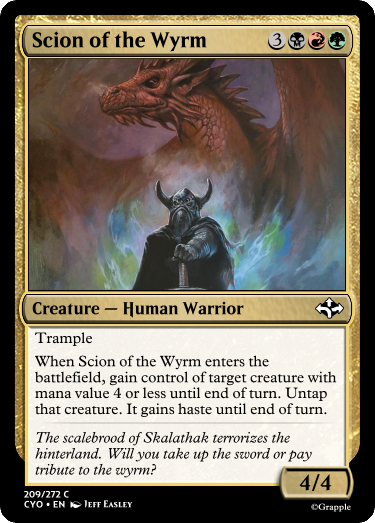 Scion of the Wyrm 3
Creature — Human Warrior
Trample
When Scion of the Wyrm enters the
battlefield, gain control of target creature with
mana value 4 or less until end of turn. Untap
that creature. It gains haste until end of turn.
The scalebrood of Skalathak terrorizes the
hinterland. Will you take up the sword or pay
tribute to the wyrm?
4/4
209/272 C
CYO • EN Jeff Easley
©Grapple